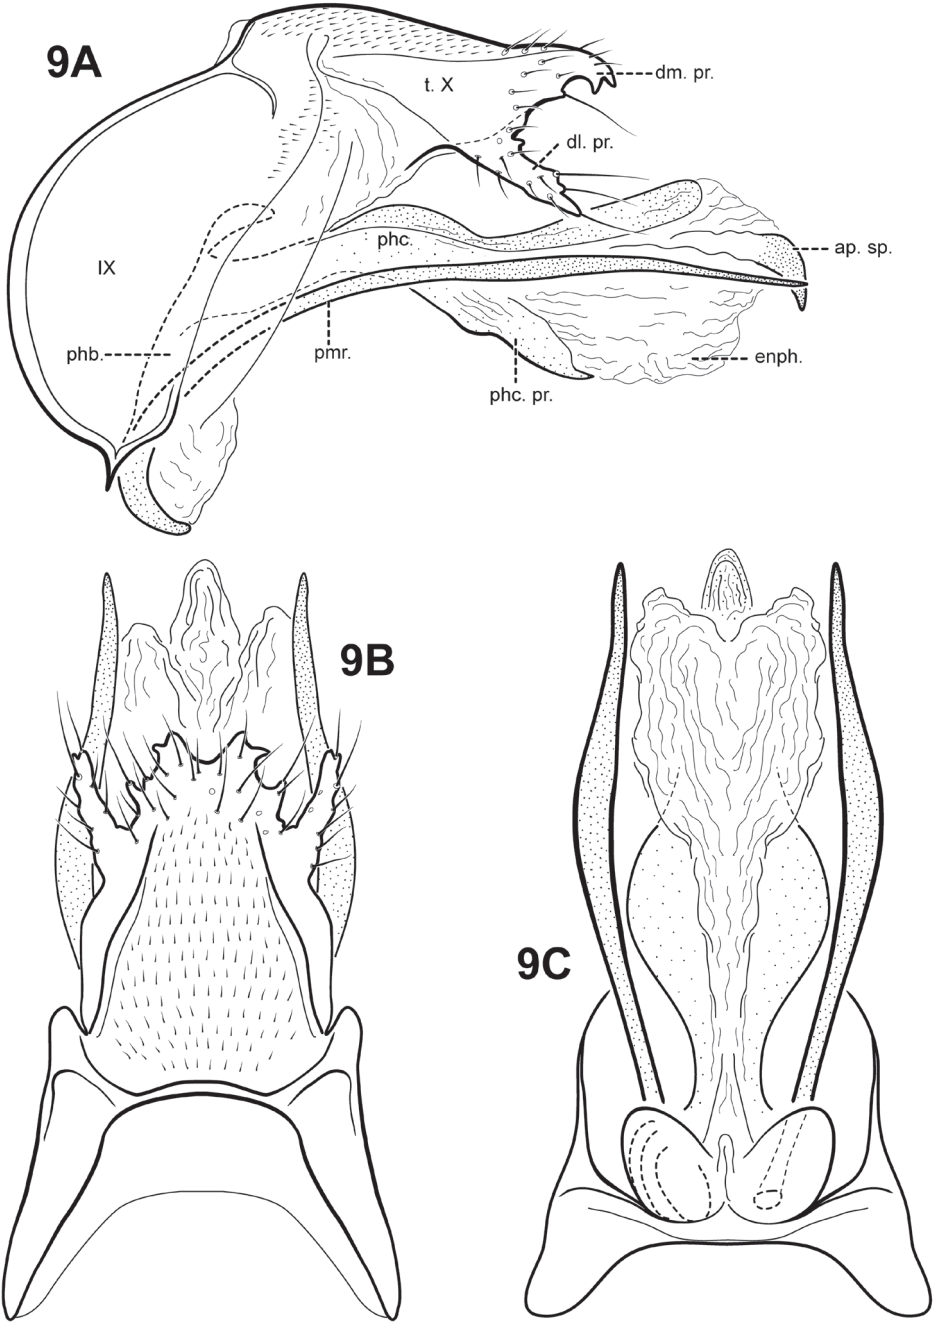 9A
dm. pr.
t. X
dl. pr.
phc.
ap. sp.
IX
phb.
pmr.
enph.
phc. pr.
9B
9C